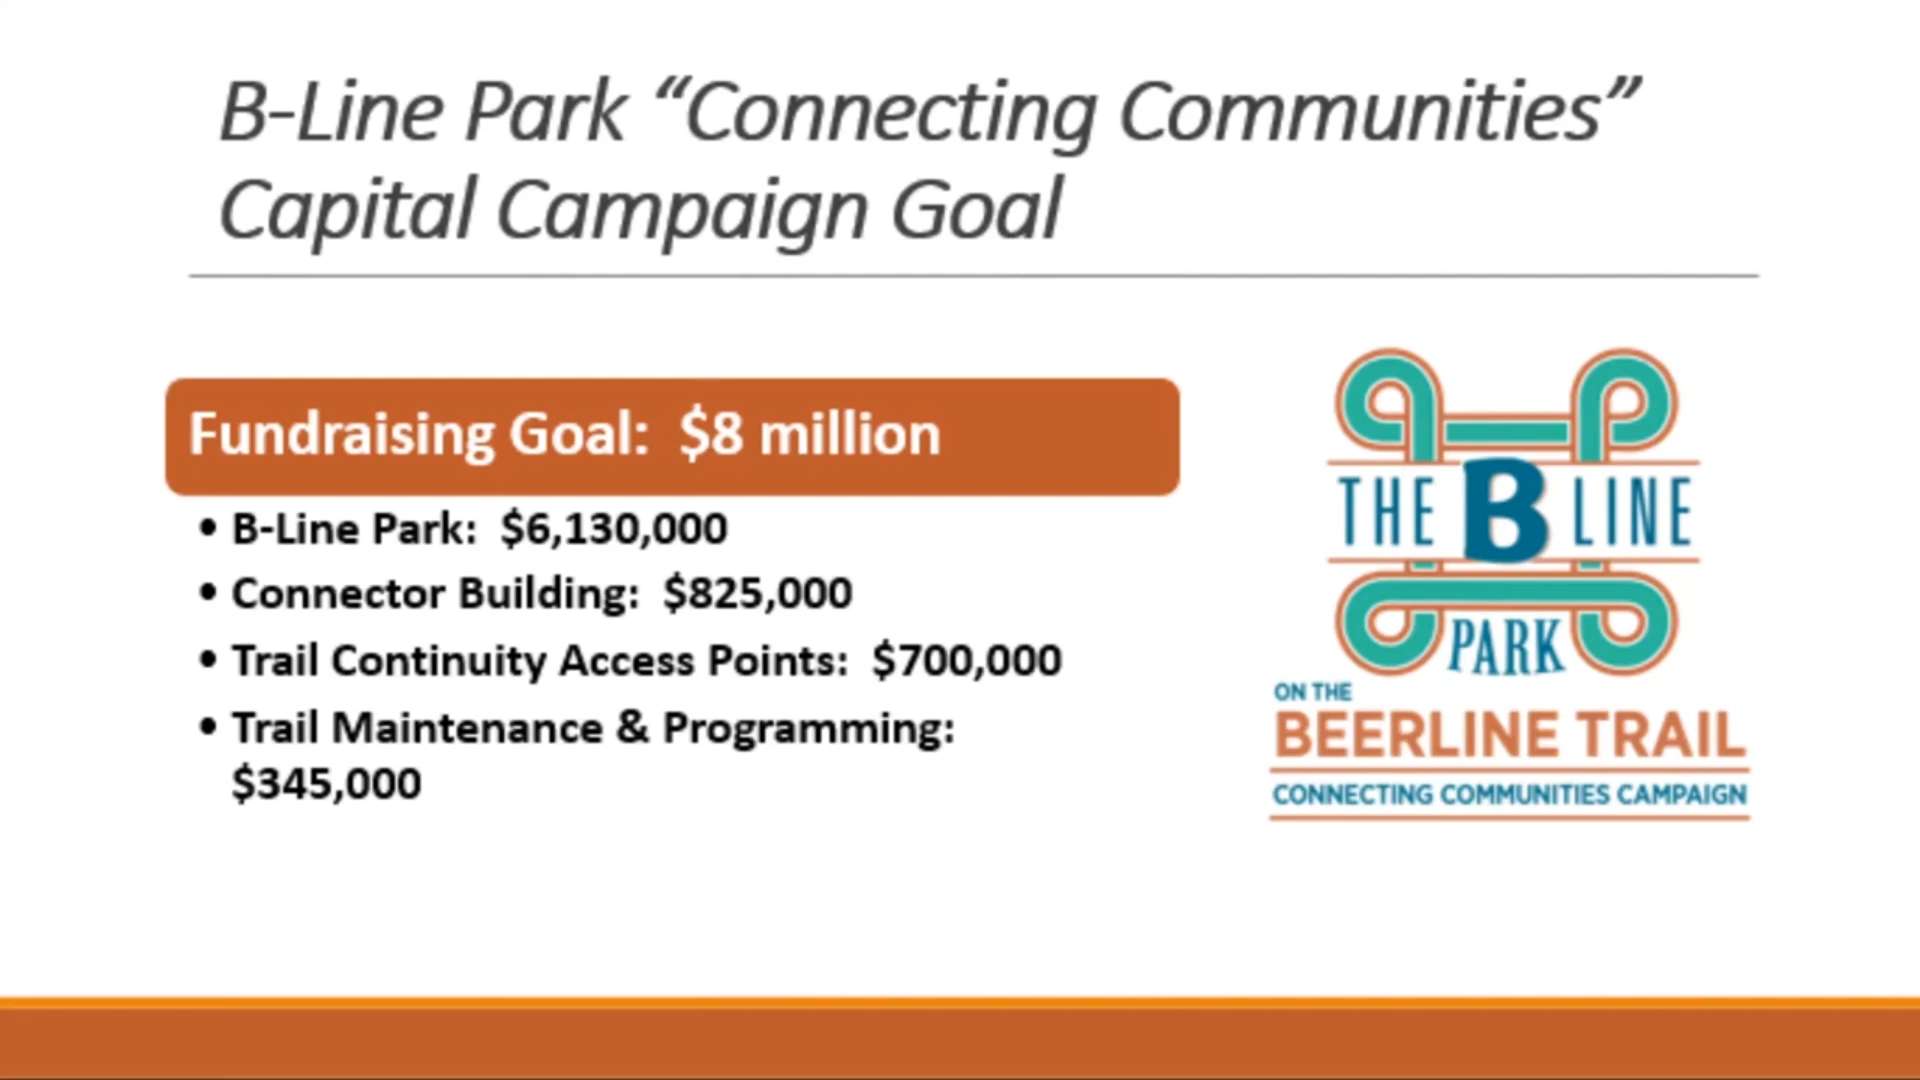 B-Line Park “Connecting Communities”
Capital Campaign Goal
Fundraising Goal: $8 million
• B-Line Park: $6,130,000
• Connector Building: $825,000
• Trail Continuity Access Points: $700,000
• Trail Maintenance & Programming:
$345,000
THE B LINE
PARK
ON THE
BEERLINE TRAIL
CONNECTING COMMUNITIES CAMPAIGN